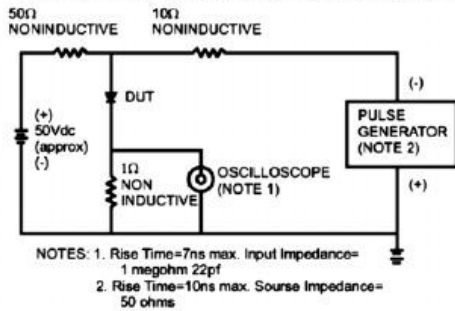 50Ω
NONINDUCTIVE
10Ω
NONINDUCTIVE
(+)
50Vdc
(approx)
(-)
DUT
(-)
PULSE
GENERATOR
(NOTE 2)
(+)
1Ω
NON
INDUCTIVE
OSCILLOSCOPE
(NOTE 1)
NOTES: 1. Rise Time=7ns max. Input Impedance=
1 megohm 22pf
2. Rise Time=10ns max. Sourse Impedance=
50 ohms